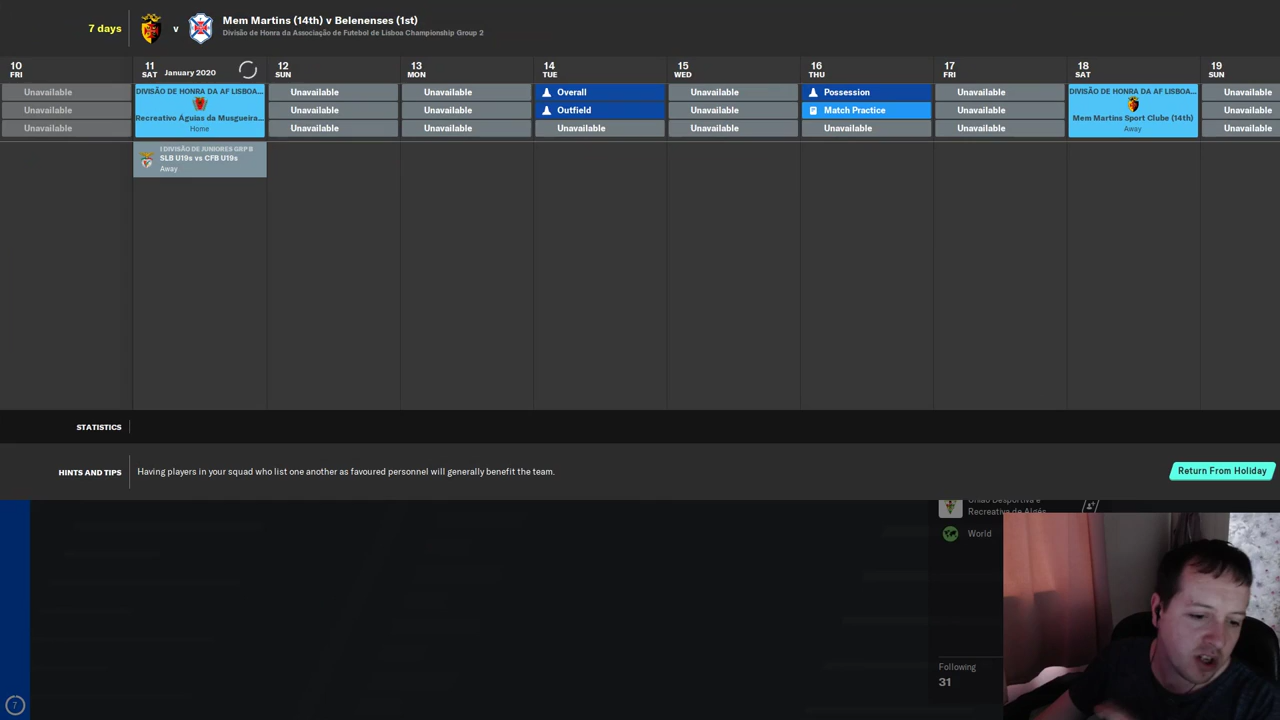 7 days
v
Mem Martins (14th) v Belenenses (1st)
Divisão de Honra da Associação de Futebol de Lisboa Championship Group 2
10
FRI
11
SAT January 2020
12
SUN
13
MON
14
TUE
15
WED
16
THU
17
FRI
18
SAT
19
SUN
Unavailable
Unavailable
Unavailable
DIVISÃO DE HONRA DA AF LISBOA...
Recreativo Águias da Musgueira...
Home
I DIVISÃO DE JUNIORES GRP B
SLB U19s vs CFB U19s
Away
Unavailable
Unavailable
Unavailable
Unavailable
Unavailable
Unavailable
Overall
Outfield
Unavailable
Unavailable
Unavailable
Unavailable
Possession
Match Practice
Unavailable
Unavailable
Unavailable
Unavailable
DIVISÃO DE HONRA DA AF LISBOA...
Mem Martins Sport Clube (14th)
Away
Unavailable
Unavailable
Unavailable
STATISTICS
HINTS AND TIPS
Having players in your squad who list one another as favoured personnel will generally benefit the team.
Return From Holiday
União Desportiva e
Recreativa de Algés
World
Following
31
7